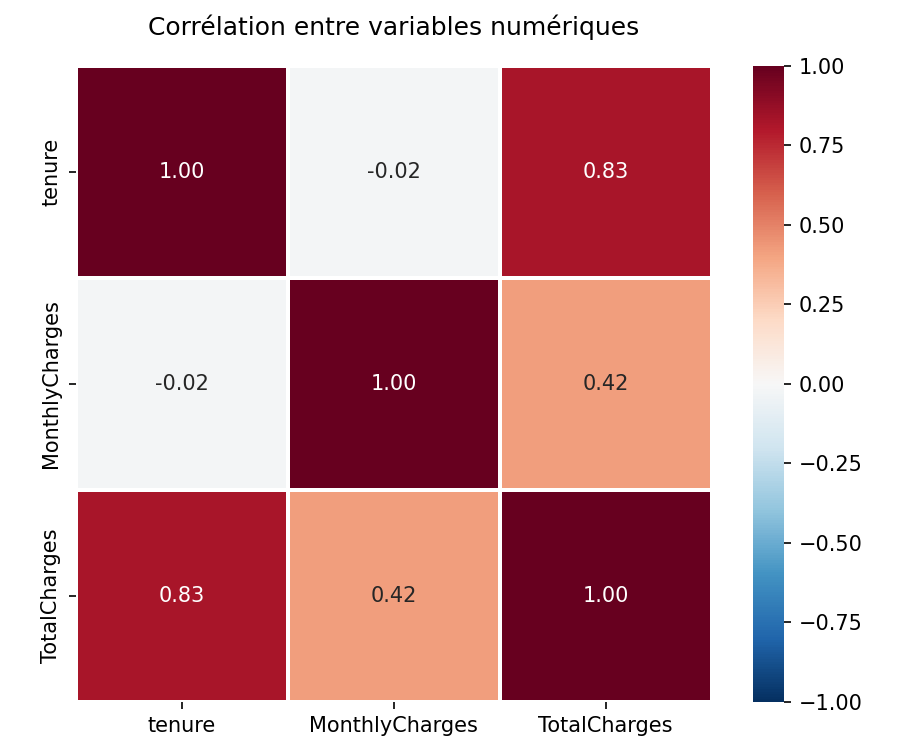 Corrélation entre variables numériques
tenure
1.00
-0.02
0.83
MonthlyCharges
-0.02
1.00
0.42
TotalCharges
0.83
0.42
1.00
tenure
MonthlyCharges
TotalCharges
1.00
0.75
0.50
0.25
0.00
−0.25
−0.50
−0.75
−1.00